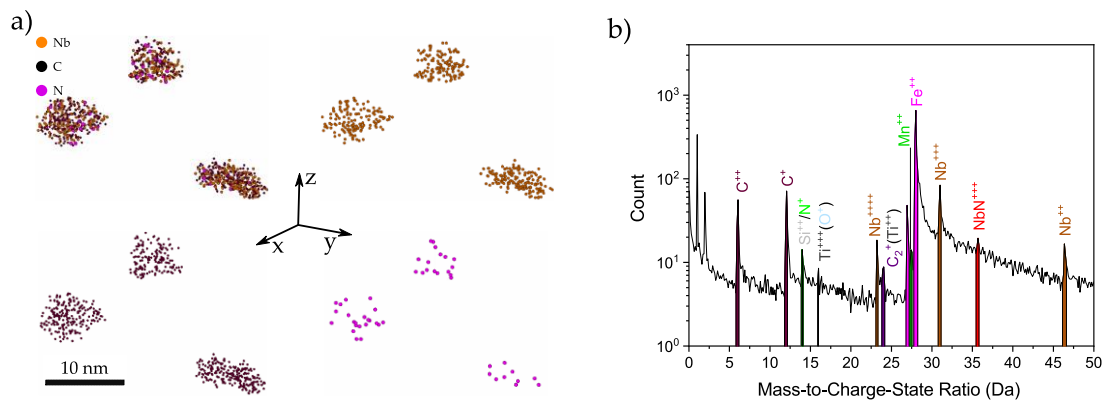 a)
Nb
C
N
z
x
y
10 nm
b)
Count
10⁴
10³
10²
10¹
10⁰
C⁺⁺
C⁺
Si⁺⁺/N⁺
Ti⁺⁺⁺(O⁺)
Nb⁺⁺⁺⁺
C₂⁺(Ti⁺⁺)
Mn⁺⁺
Fe⁺⁺
Nb⁺⁺⁺
NbN⁺⁺⁺
Nb⁺⁺
0 5 10 15 20 25 30 35 40 45 50
Mass-to-Charge-State Ratio (Da)